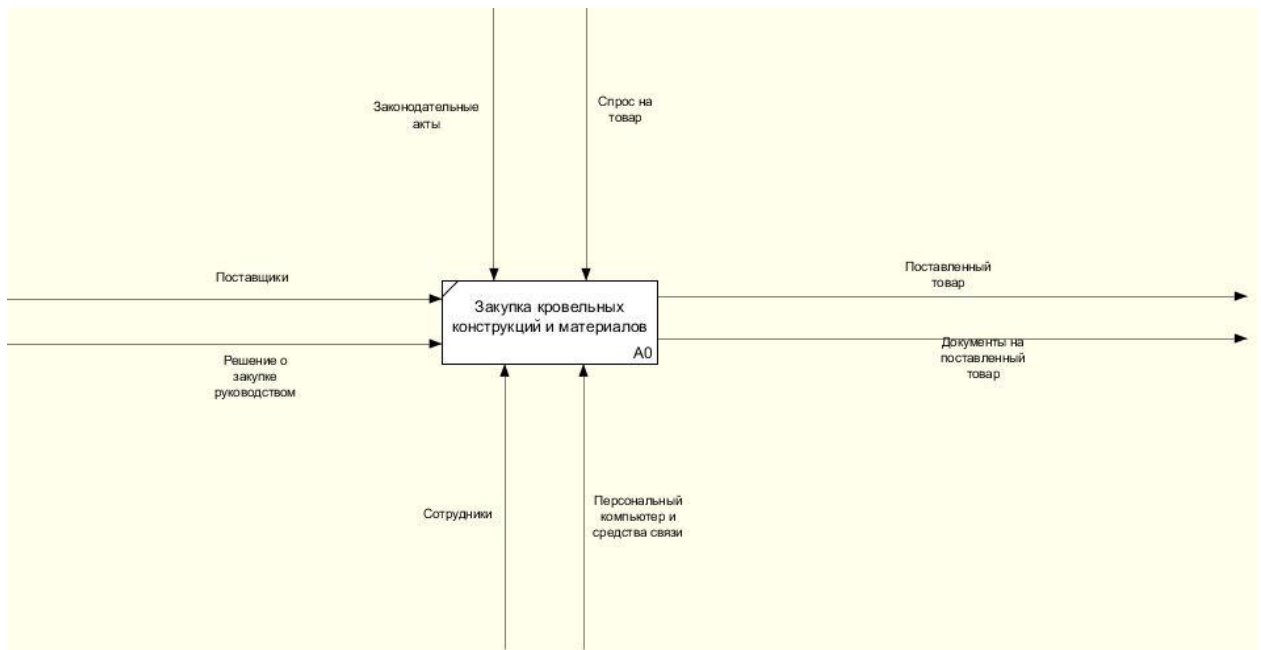 Законодательные
акты
Спрос на
товар
Поставщики
Решение о
закупке
руководством
Закупка кровельных
конструкций и материалов
A0
Поставленный
товар
Документы на
поставленный
товар
Сотрудники
Персональный
компьютер и
средства связи